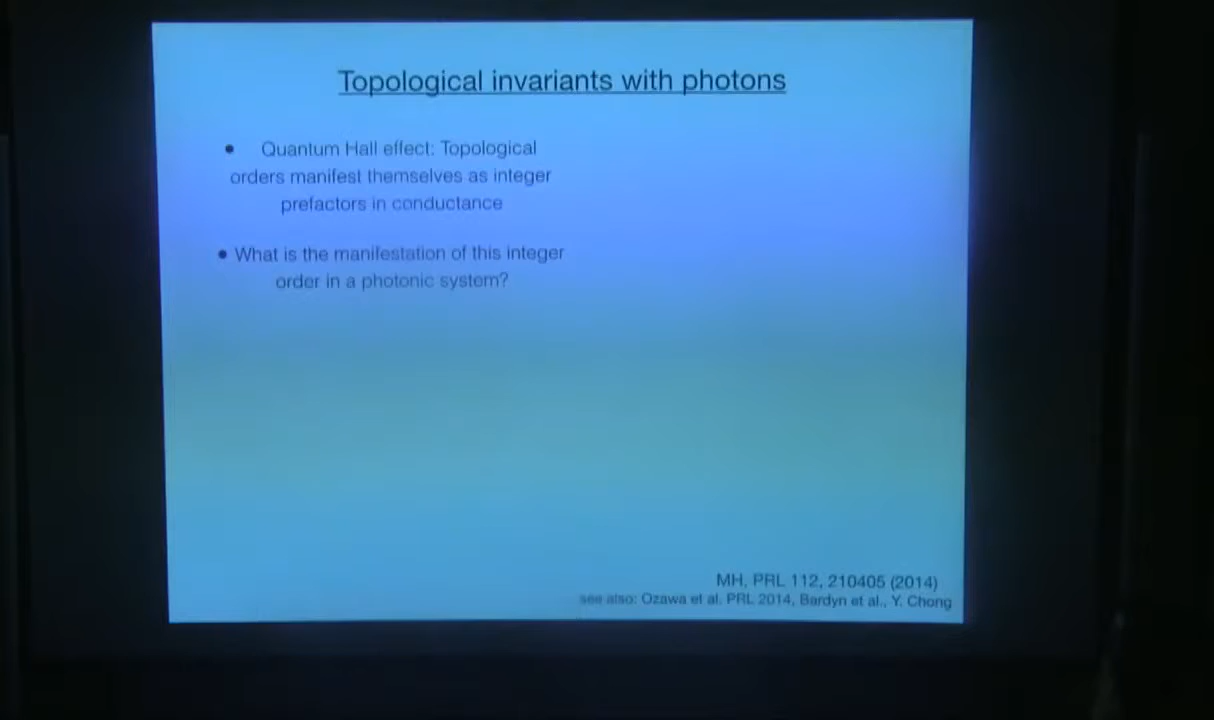 Topological invariants with photons
• Quantum Hall effect: Topological
orders manifest themselves as integer
prefactors in conductance
• What is the manifestation of this integer
order in a photonic system?
MH, PRL 112, 210405 (2014)
see also: Ozawa et al. PRL 2014, Bardyn et al., Y. Chong